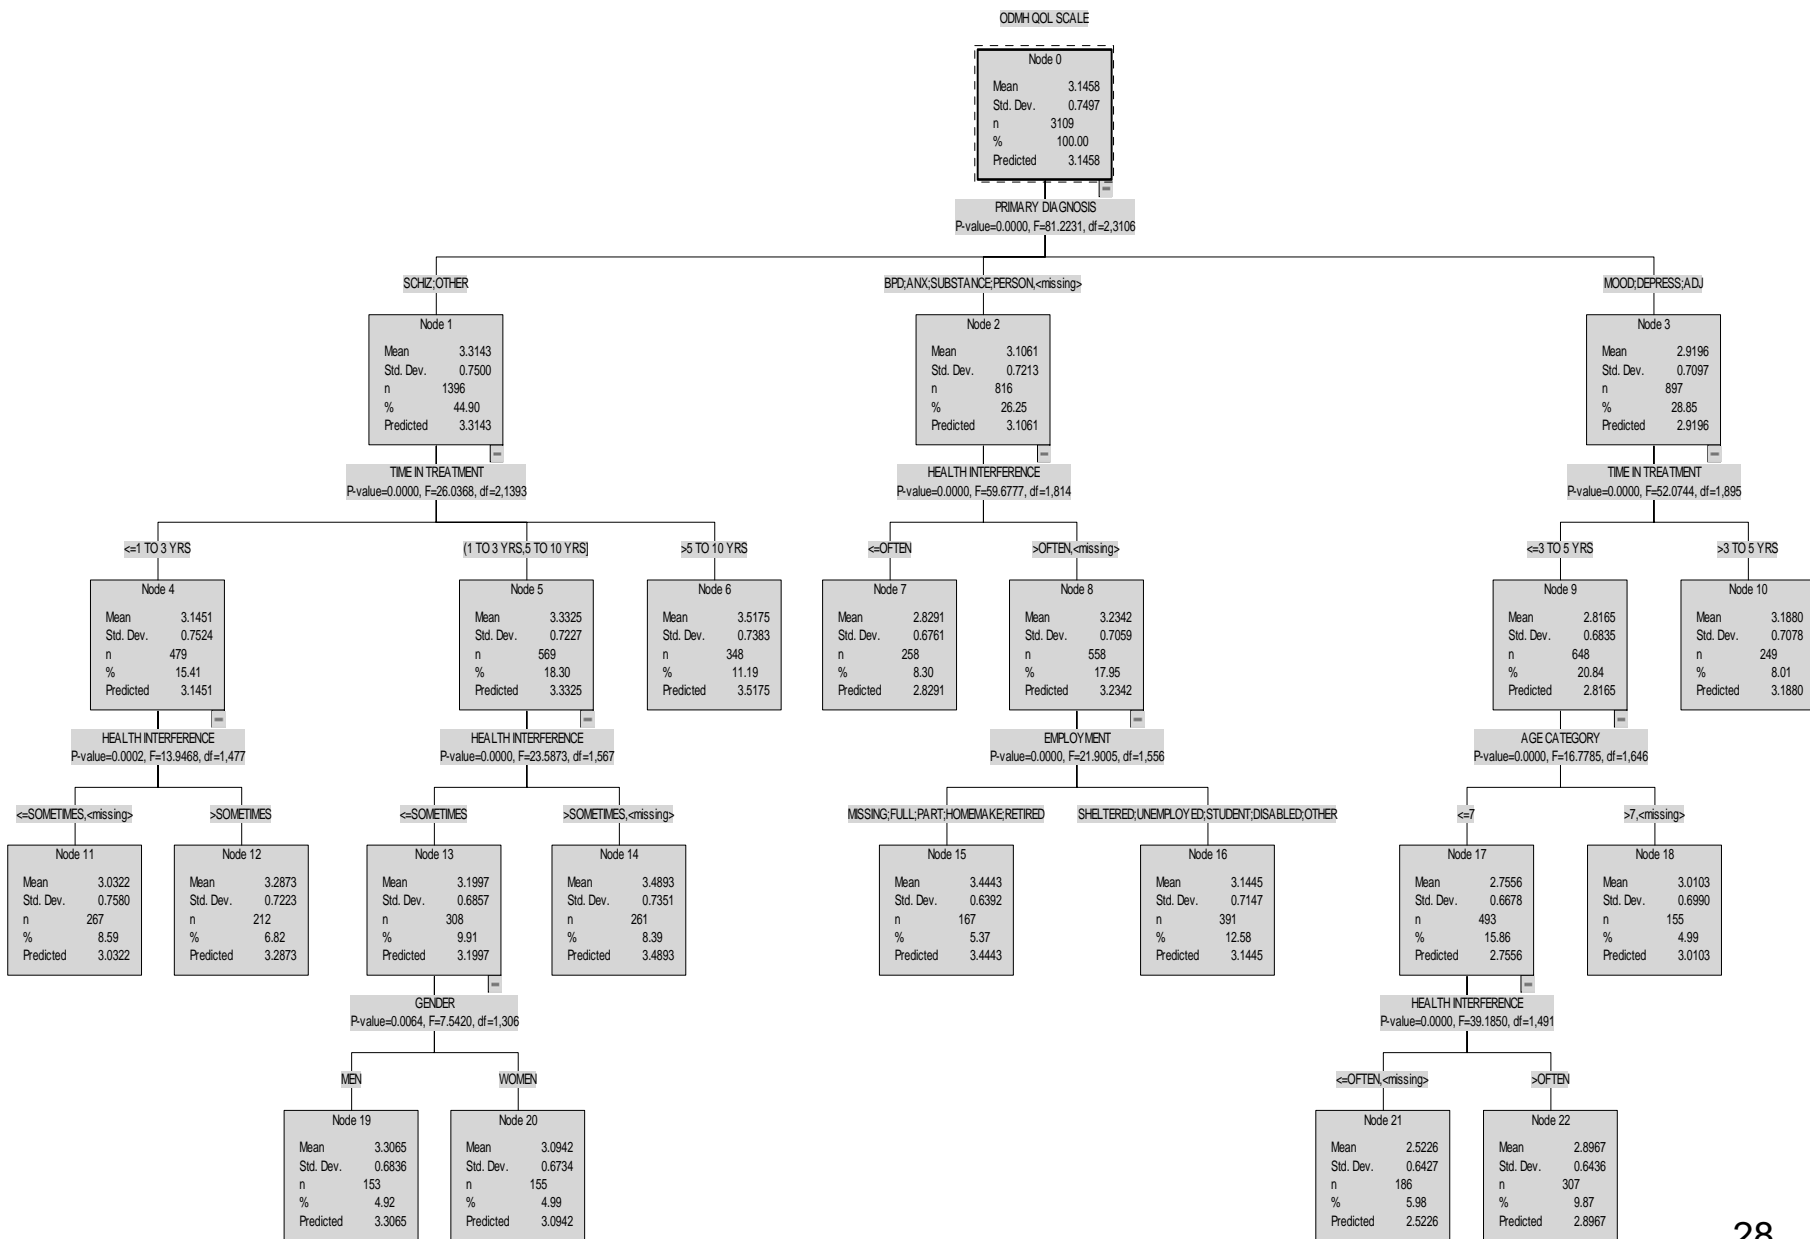 ODMH QOL SCALE
Node 0
Mean 3.1458
Std. Dev. 0.7497
n 3109
% 100.00
Predicted 3.1458
PRIMARY DIAGNOSIS
P-value=0.0000, F=81.2231, df=2,3106
SCHIZ;OTHER
BPD;ANX;SUBSTANCE;PERSON,<missing>
MOOD;DEPRESS;ADJ
Node 1
Mean 3.3143
Std. Dev. 0.7500
n 1396
% 44.90
Predicted 3.3143
TIME IN TREATMENT
P-value=0.0000, F=26.0368, df=2,1393
Node 2
Mean 3.1061
Std. Dev. 0.7213
n 816
% 26.25
Predicted 3.1061
HEALTH INTERFERENCE
P-value=0.0000, F=59.6777, df=1,814
Node 3
Mean 2.9196
Std. Dev. 0.7097
n 897
% 28.85
Predicted 2.9196
TIME IN TREATMENT
P-value=0.0000, F=52.0744, df=1,895
<=1 TO 3 YRS
(1 TO 3 YRS,5 TO 10 YRS]
>5 TO 10 YRS
<=OFTEN
>OFTEN,<missing>
<=3 TO 5 YRS
>3 TO 5 YRS
Node 4
Mean 3.1451
Std. Dev. 0.7524
n 479
% 15.41
Predicted 3.1451
HEALTH INTERFERENCE
P-value=0.0002, F=13.9468, df=1,477
Node 5
Mean 3.3325
Std. Dev. 0.7227
n 569
% 18.30
Predicted 3.3325
HEALTH INTERFERENCE
P-value=0.0000, F=23.5873, df=1,567
Node 6
Mean 3.5175
Std. Dev. 0.7383
n 348
% 11.19
Predicted 3.5175
Node 7
Mean 2.8291
Std. Dev. 0.6761
n 258
% 8.30
Predicted 2.8291
Node 8
Mean 3.2342
Std. Dev. 0.7059
n 558
% 17.95
Predicted 3.2342
EMPLOYMENT
P-value=0.0000, F=21.9005, df=1,556
Node 9
Mean 2.8165
Std. Dev. 0.6835
n 648
% 20.84
Predicted 2.8165
AGE CATEGORY
P-value=0.0000, F=16.7785, df=1,646
Node 10
Mean 3.1880
Std. Dev. 0.7078
n 249
% 8.01
Predicted 3.1880
<=SOMETIMES,<missing>
>SOMETIMES
<=SOMETIMES
>SOMETIMES,<missing>
MISSING;FULL;PART;HOMEMAKE;RETIRED
SHELTERED;UNEMPLOYED;STUDENT;DISABLED;OTHER
<=7
>7,<missing>
Node 11
Mean 3.0322
Std. Dev. 0.7580
n 267
% 8.59
Predicted 3.0322
Node 12
Mean 3.2873
Std. Dev. 0.7223
n 212
% 6.82
Predicted 3.2873
Node 13
Mean 3.1997
Std. Dev. 0.6857
n 308
% 9.91
Predicted 3.1997
GENDER
P-value=0.0064, F=7.5420, df=1,306
Node 14
Mean 3.4893
Std. Dev. 0.7351
n 261
% 8.39
Predicted 3.4893
Node 15
Mean 3.4443
Std. Dev. 0.6392
n 167
% 5.37
Predicted 3.4443
Node 16
Mean 3.1445
Std. Dev. 0.7147
n 391
% 12.58
Predicted 3.1445
Node 17
Mean 2.7556
Std. Dev. 0.6678
n 493
% 15.86
Predicted 2.7556
HEALTH INTERFERENCE
P-value=0.0000, F=39.1850, df=1,491
Node 18
Mean 3.0103
Std. Dev. 0.6990
n 155
% 4.99
Predicted 3.0103
MEN
WOMEN
<=OFTEN,<missing>
>OFTEN
Node 19
Mean 3.3065
Std. Dev. 0.6836
n 153
% 4.92
Predicted 3.3065
Node 20
Mean 3.0942
Std. Dev. 0.6734
n 155
% 4.99
Predicted 3.0942
Node 21
Mean 2.5226
Std. Dev. 0.6427
n 186
% 5.98
Predicted 2.5226
Node 22
Mean 2.8967
Std. Dev. 0.6436
n 307
% 9.87
Predicted 2.8967
28